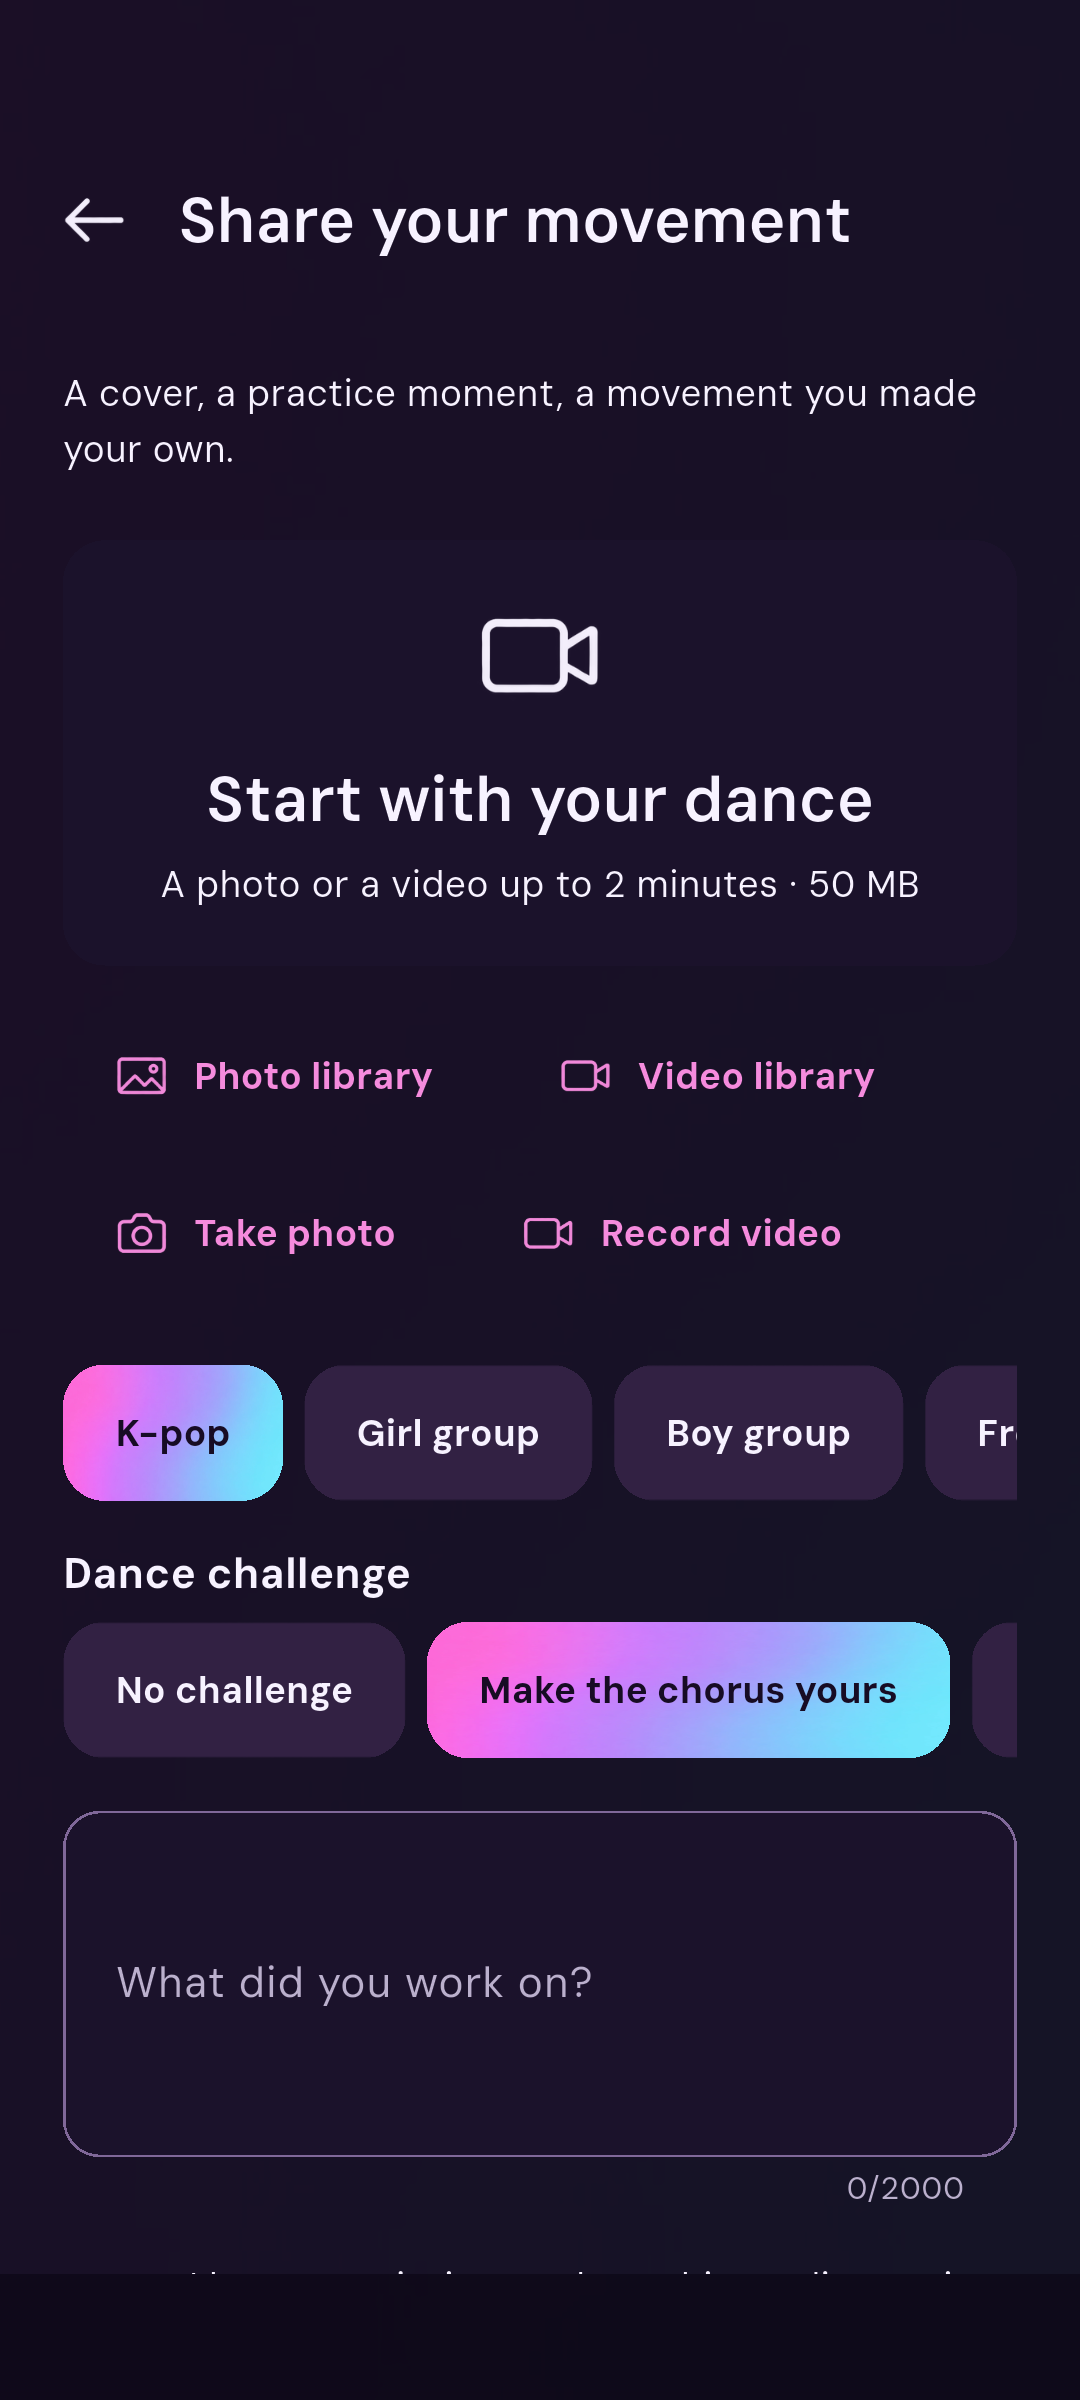 Share your movement
A cover, a practice moment, a movement you made
your own.
Start with your dance
A photo or a video up to 2 minutes · 50 MB
Photo library
Video library
Take photo
Record video
K-pop
Girl group
Boy group
Dance challenge
No challenge
Make the chorus yours
What did you work on?
0/2000